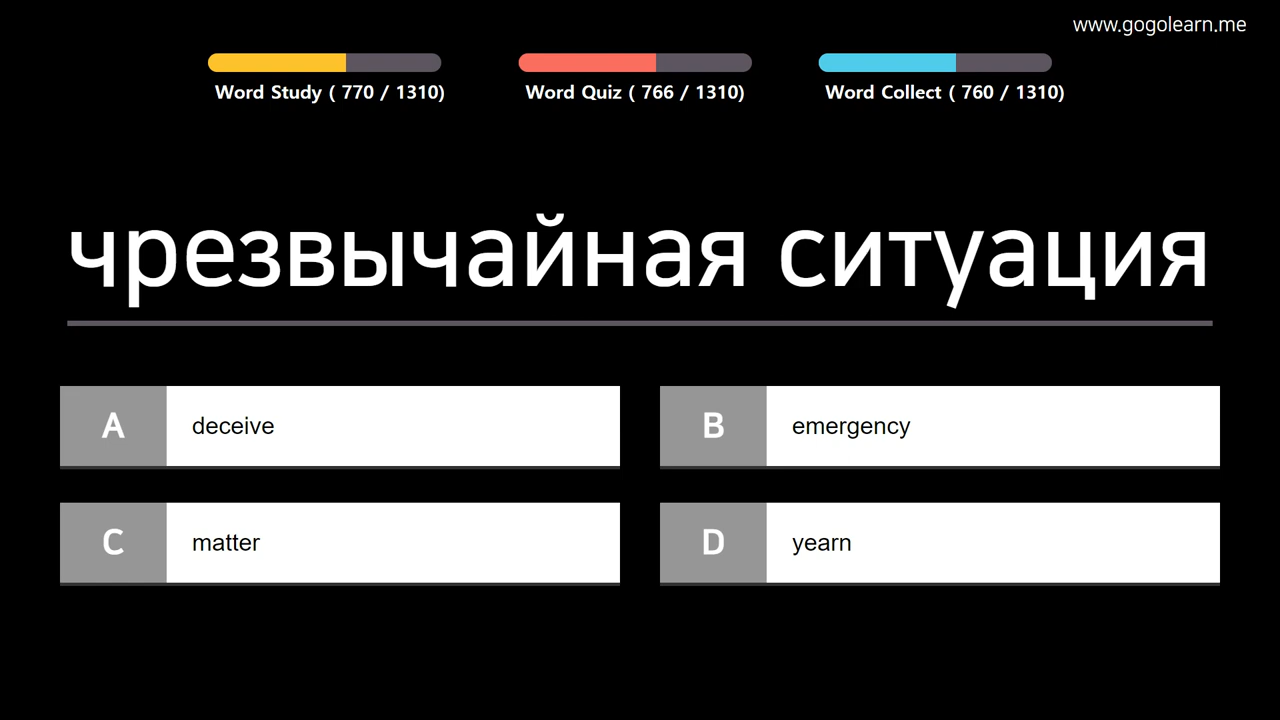 www.gogolearn.me
Word Study ( 770 / 1310)
Word Quiz ( 766 / 1310)
Word Collect ( 760 / 1310)
чрезвычайная ситуация
A deceive
B emergency
C matter
D yearn